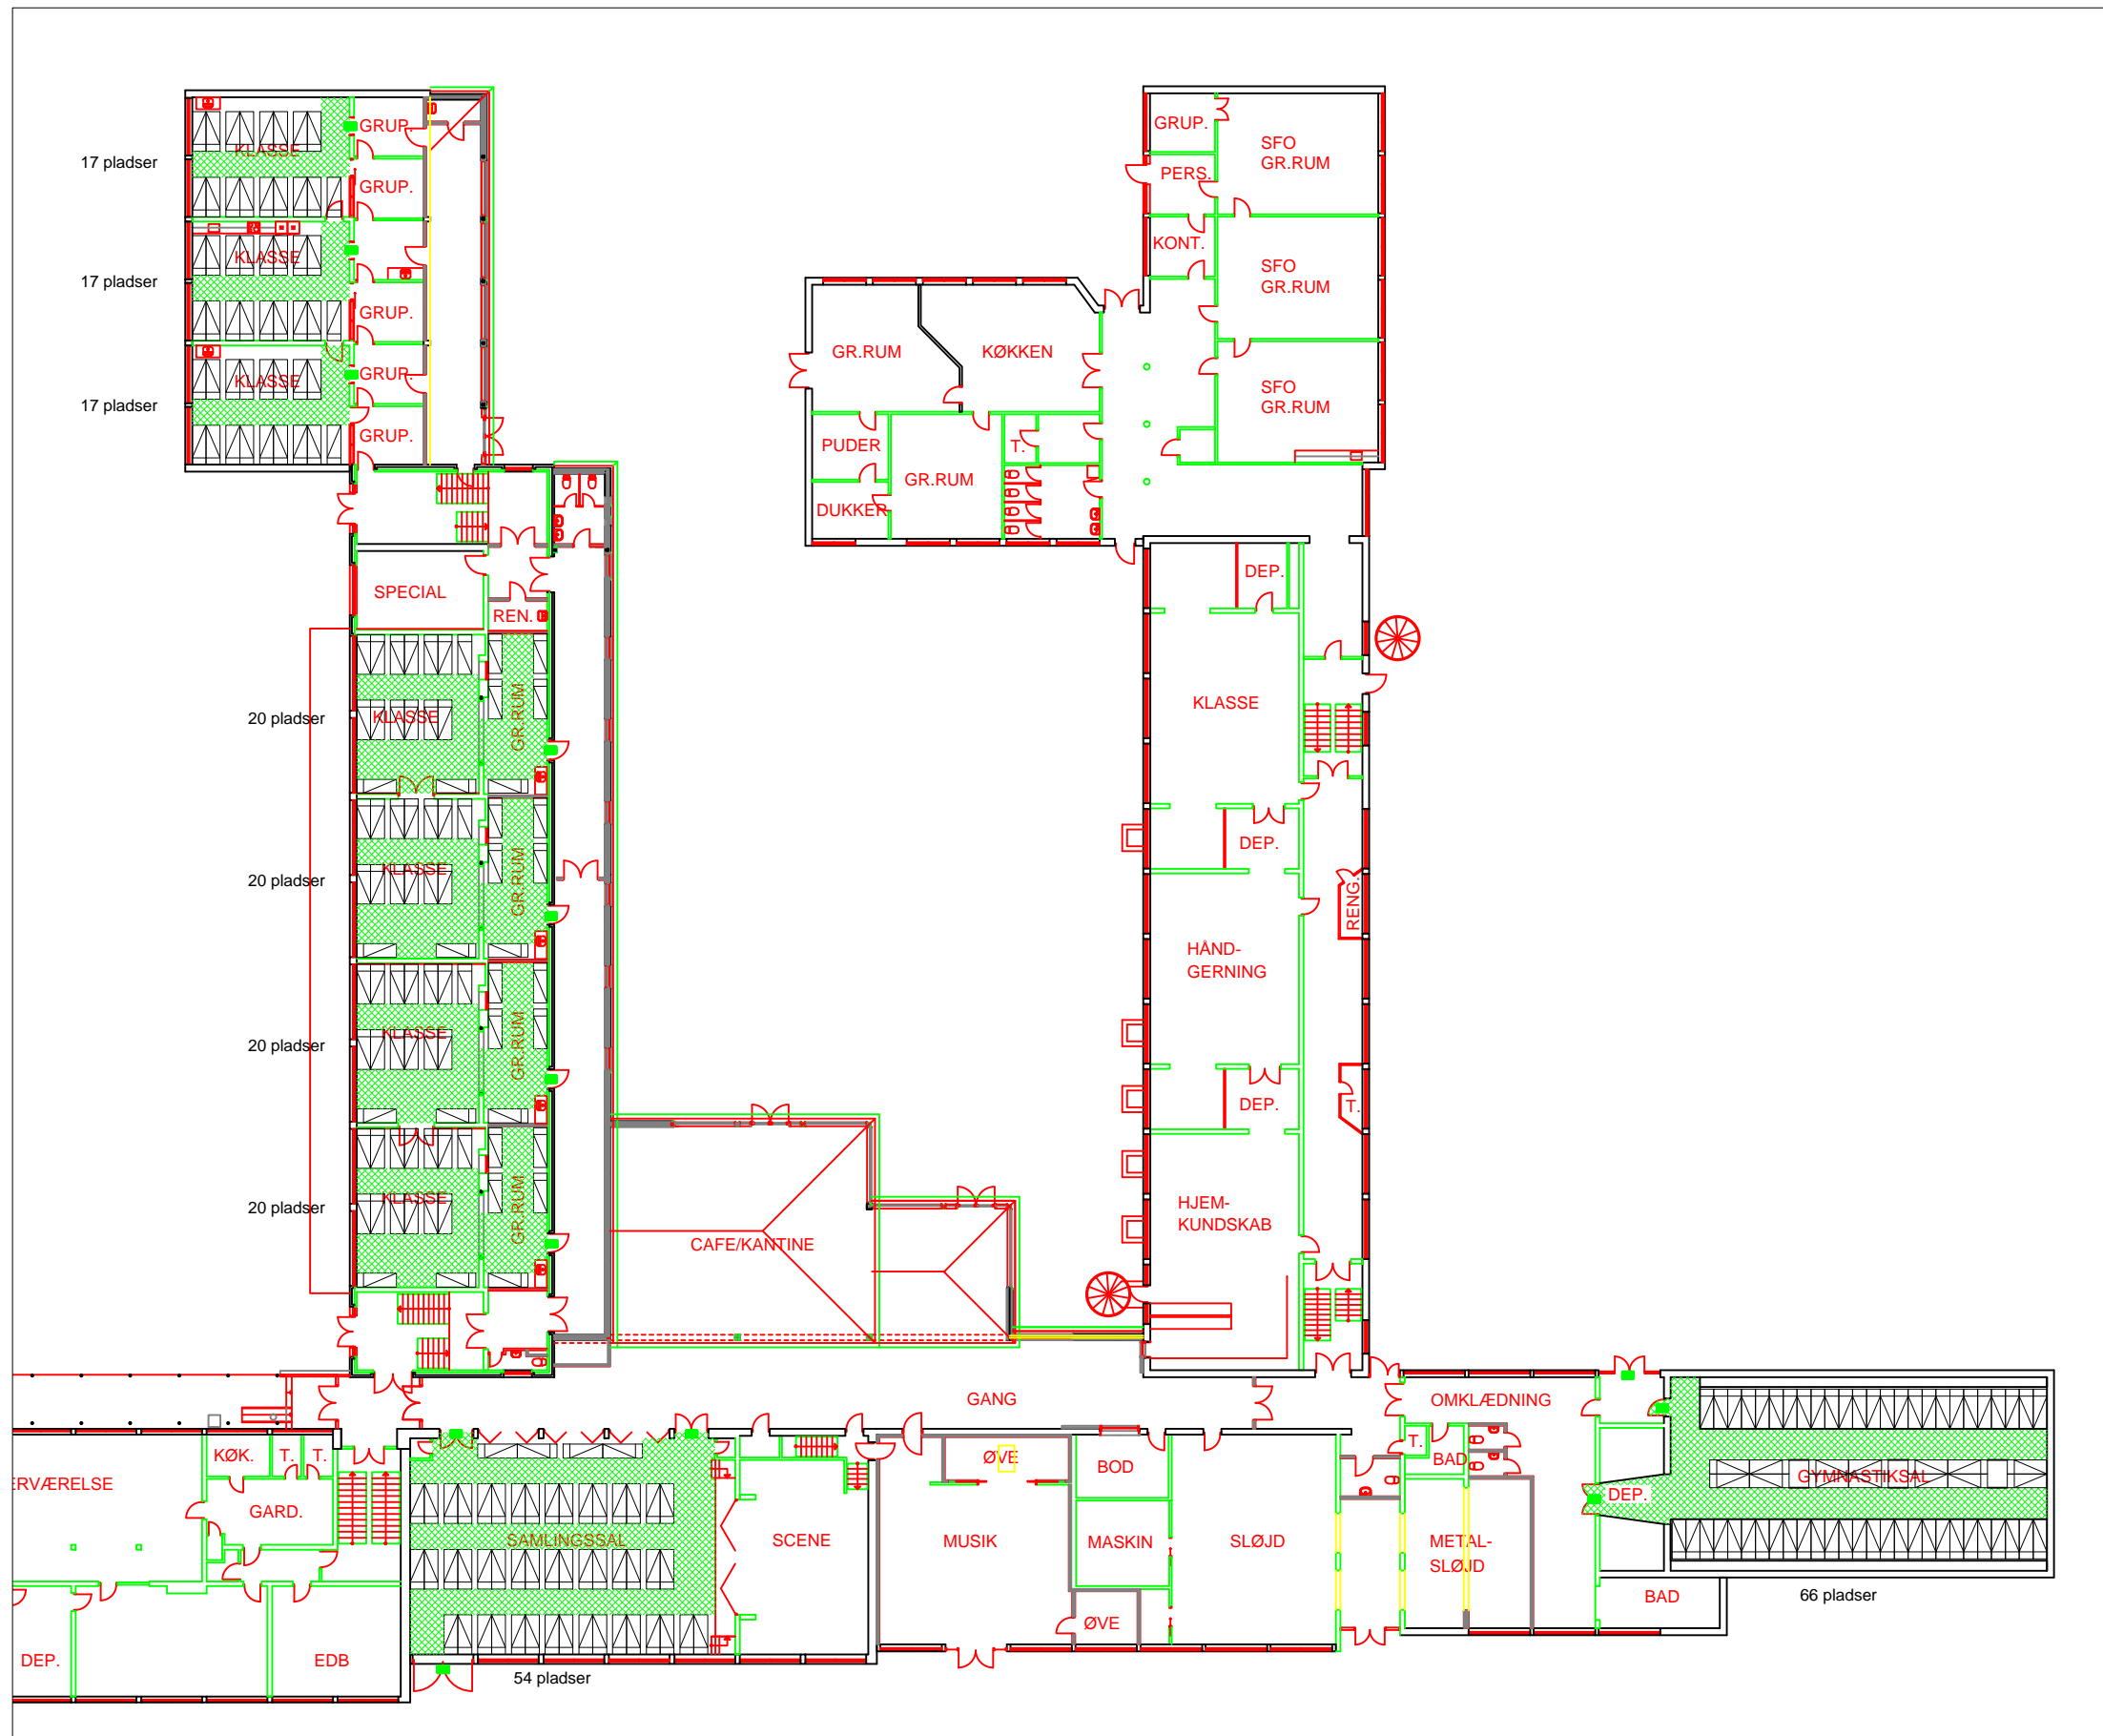 GRUP.
GRUP.
SFO
GR.RUM
17 pladser
KLASSE
PERS.
GRUP.
KONT.
17 pladser
KLASSE
SFO
GR.RUM
GRUP.
GR.RUM
KØKKEN
17 pladser
KLASSE
GRUP.
SFO
GR.RUM
GRUP.
PUDER
T.
GR.RUM
DUKKER
SPECIAL
REN.
DEP.
20 pladser
KLASSE
GR.RUM
KLASSE
20 pladser
KLASSE
GR.RUM
DEP.
RENG.
HÅND-
GERNING
20 pladser
KLASSE
GR.RUM
DEP.
T.
20 pladser
KLASSE
GR.RUM
CAFE/KANTINE
HJEM-
KUNDSKAB
GANG
OMKLÆDNING
KØK.
T.
T.
ERVÆRELSE
GARD.
SAMLINGSSAL
SCENE
ØVE
MUSIK
BOD
MASKIN
ØVE
SLØJD
T.
BAD
METAL-
SLØJD
DEP.
GYMNASTIKSAL
BAD
66 pladser
DEP.
EDB
54 pladser